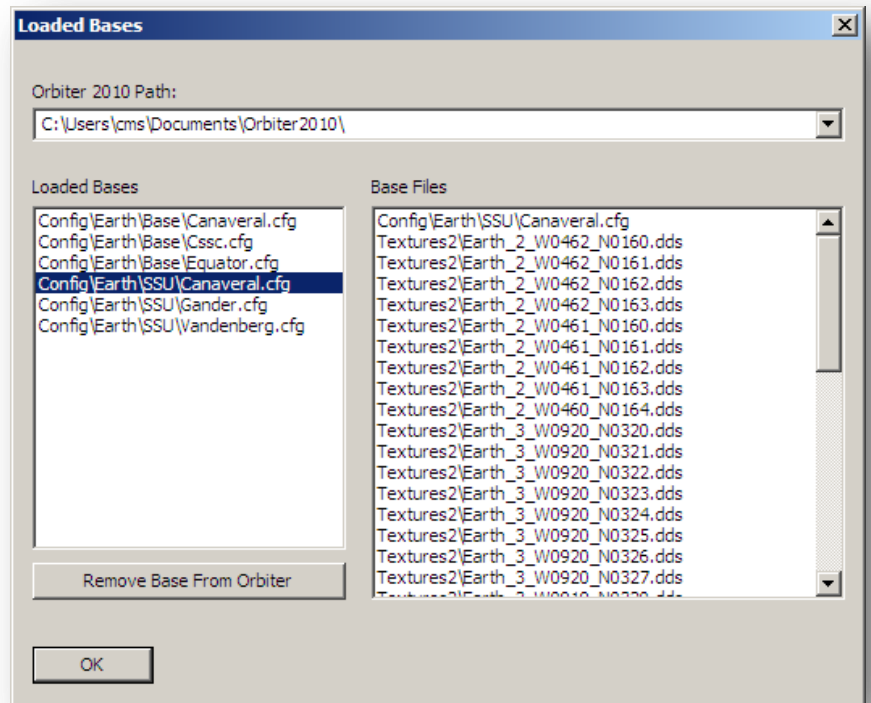 Loaded Bases
Orbiter 2010 Path:
C:\Users\cms\Documents\Orbiter2010\
Loaded Bases
Config\Earth\Base\Canaveral.cfg
Config\Earth\Base\Cssc.cfg
Config\Earth\Base\Equator.cfg
Config\Earth\SSU\Canaveral.cfg
Config\Earth\SSU\Gander.cfg
Config\Earth\SSU\Vandenberg.cfg
Remove Base From Orbiter
Base Files
Config\Earth\SSU\Canaveral.cfg
Textures2\Earth_2_W0462_N0160.dds
Textures2\Earth_2_W0462_N0161.dds
Textures2\Earth_2_W0462_N0162.dds
Textures2\Earth_2_W0462_N0163.dds
Textures2\Earth_2_W0461_N0160.dds
Textures2\Earth_2_W0461_N0161.dds
Textures2\Earth_2_W0461_N0162.dds
Textures2\Earth_2_W0461_N0163.dds
Textures2\Earth_2_W0460_N0164.dds
Textures2\Earth_3_W0920_N0320.dds
Textures2\Earth_3_W0920_N0321.dds
Textures2\Earth_3_W0920_N0322.dds
Textures2\Earth_3_W0920_N0323.dds
Textures2\Earth_3_W0920_N0324.dds
Textures2\Earth_3_W0920_N0325.dds
Textures2\Earth_3_W0920_N0326.dds
Textures2\Earth_3_W0920_N0327.dds
OK